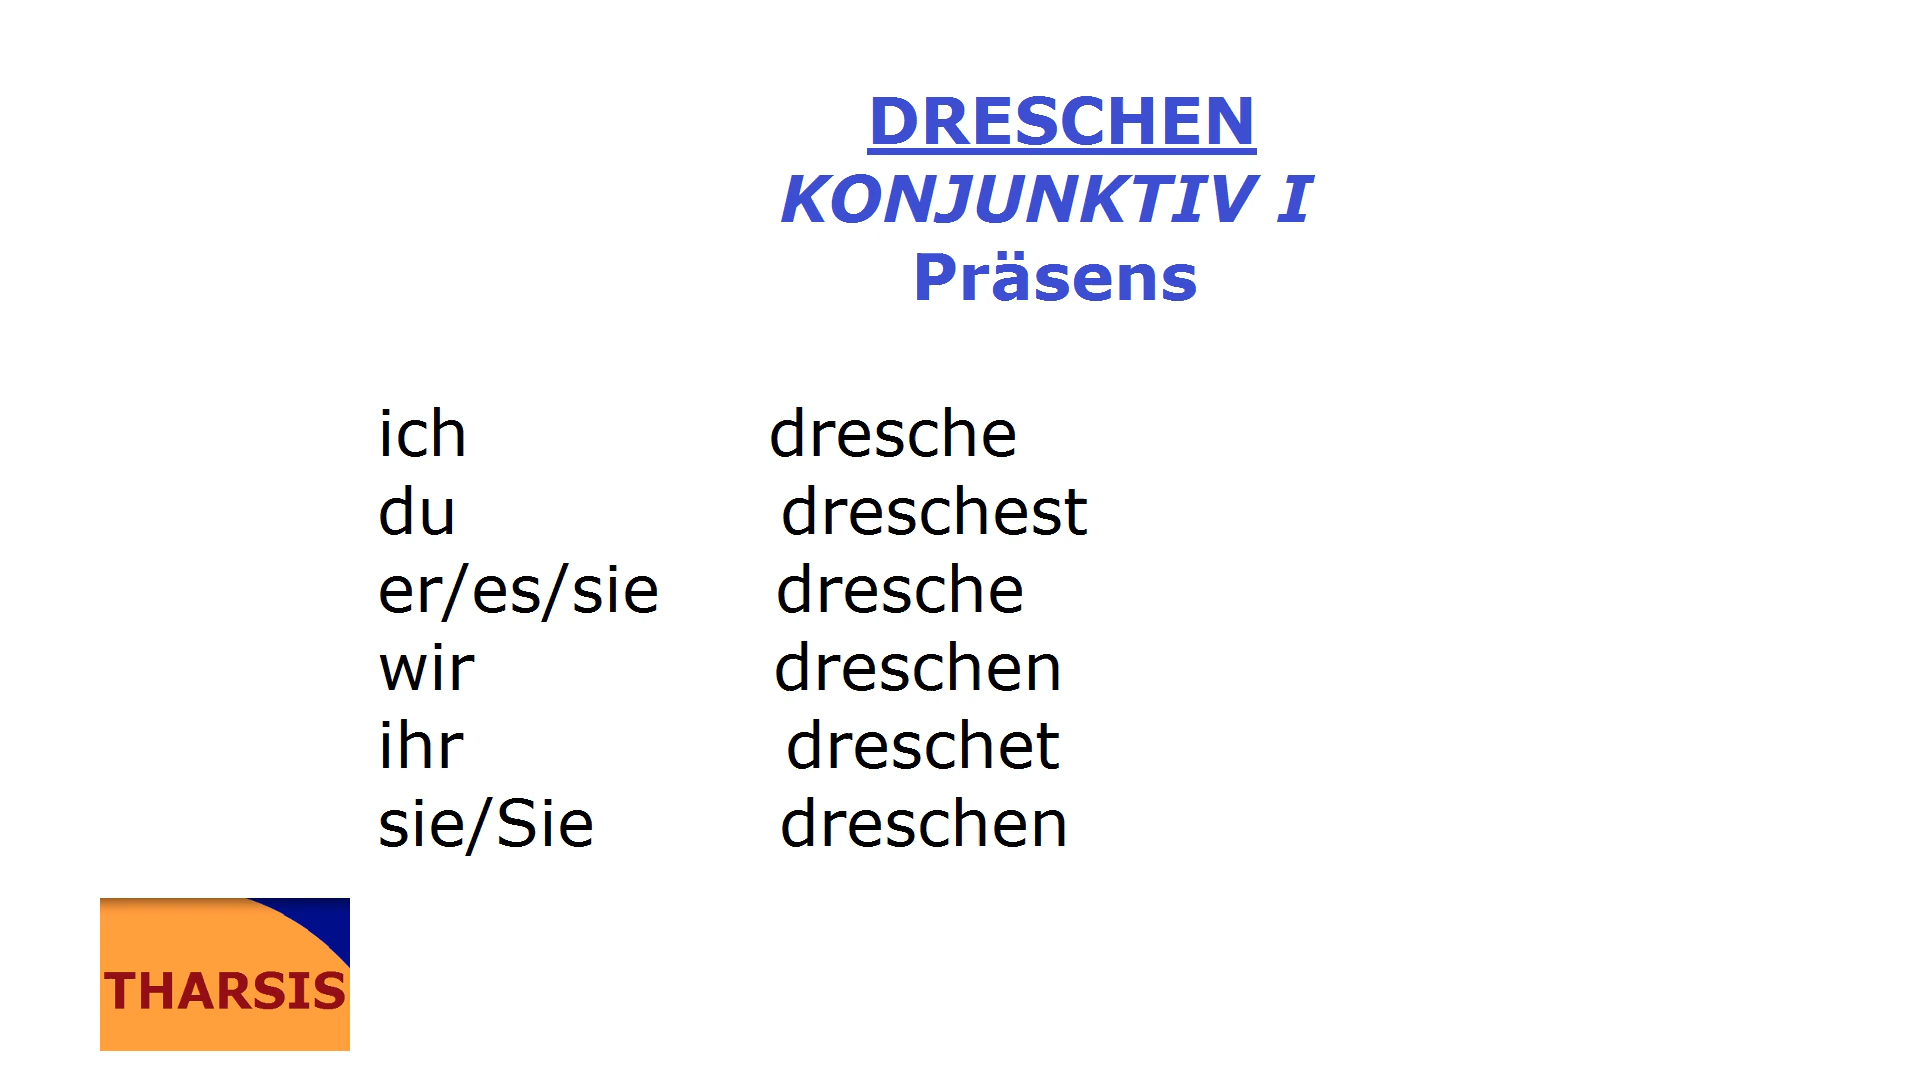 DRESCHEN
KONJUNKTIV I
Präsens
ich dresche
du dreschest
er/es/sie dresche
wir dreschen
ihr dreschet
sie/Sie dreschen
THARSIS